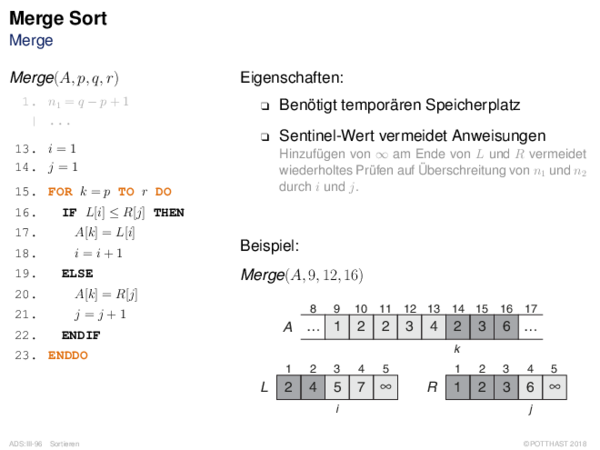 Merge Sort
Merge
Merge(A, p, q, r)
1. n₁ = q − p + 1
| ...
13. i = 1
14. j = 1
15. FOR k = p TO r DO
16. IF L[i] ≤ R[j] THEN
17. A[k] = L[i]
18. i = i + 1
19. ELSE
20. A[k] = R[j]
21. j = j + 1
22. ENDIF
23. ENDDO
Eigenschaften:
❑ Benötigt temporären Speicherplatz
❑ Sentinel-Wert vermeidet Anweisungen
Hinzufügen von ∞ am Ende von L und R vermeidet
wiederholtes Prüfen auf Überschreitung von n₁ und n₂
durch i und j.
Beispiel:
Merge(A, 9, 12, 16)
8 9 10 11 12 13 14 15 16 17
A ... 1 2 2 3 4 2 3 6 ...
k
1 2 3 4 5
L 2 4 5 7 ∞
i
1 2 3 4 5
R 1 2 3 6 ∞
j
ADS:III-96 Sortieren
© POTTHAST 2018